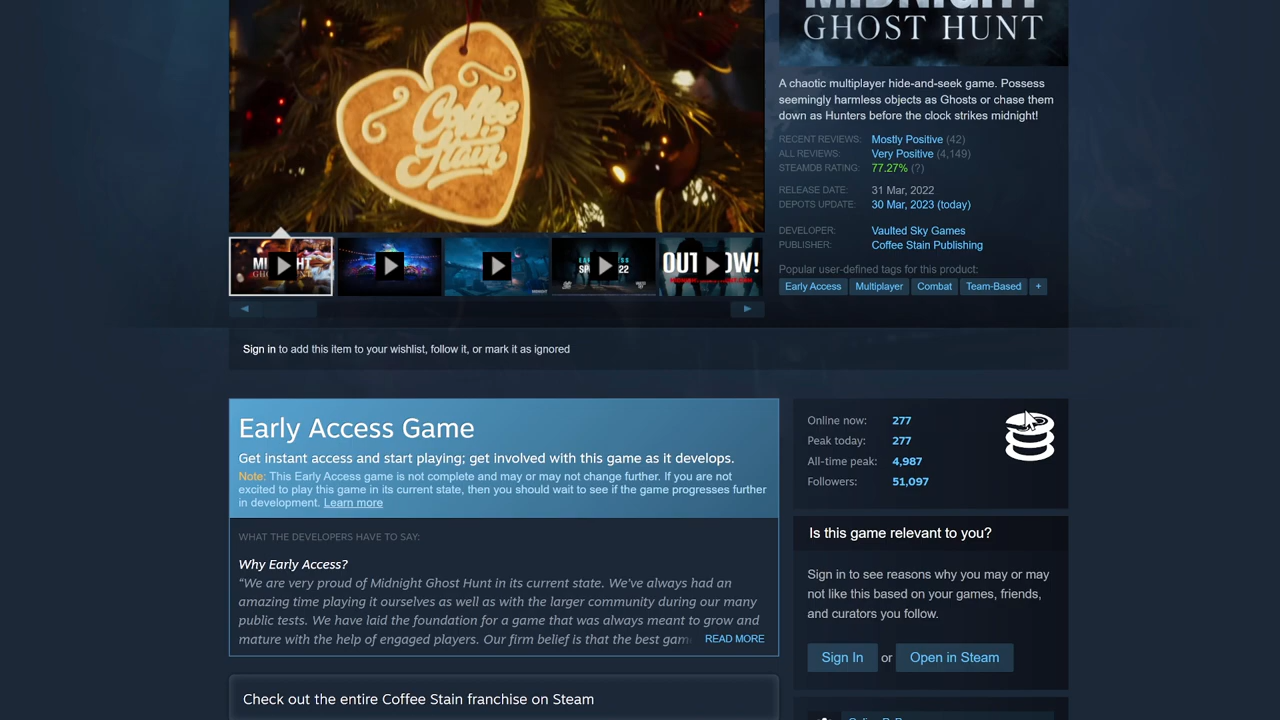 MIDNIGHT
GHOST HUNT
Coffee
Stain
A chaotic multiplayer hide-and-seek game. Possess
seemingly harmless objects as Ghosts or chase them
down as Hunters before the clock strikes midnight!
RECENT REVIEWS: Mostly Positive (42)
ALL REVIEWS: Very Positive (4,149)
STEAMDB RATING: 77.27% (?)
RELEASE DATE: 31 Mar, 2022
DEPOTS UPDATE: 30 Mar, 2023 (today)
DEVELOPER: Vaulted Sky Games
PUBLISHER: Coffee Stain Publishing
Popular user-defined tags for this product:
Early Access Multiplayer Combat Team-Based +
Sign in to add this item to your wishlist, follow it, or mark it as ignored
Early Access Game
Get instant access and start playing; get involved with this game as it develops.
Note: This Early Access game is not complete and may or may not change further. If you are not
excited to play this game in its current state, then you should wait to see if the game progresses further
in development. Learn more
WHAT THE DEVELOPERS HAVE TO SAY:
Why Early Access?
“We are very proud of Midnight Ghost Hunt in its current state. We’ve always had an
amazing time playing it ourselves as well as with the larger community during our many
public tests. We have laid the foundation for a game that was always meant to grow and
mature with the help of engaged players. Our firm belief is that the best gam READ MORE
Check out the entire Coffee Stain franchise on Steam
Online now: 277
Peak today: 277
All-time peak: 4,987
Followers: 51,097
Is this game relevant to you?
Sign in to see reasons why you may or may
not like this based on your games, friends,
and curators you follow.
Sign In or Open in Steam